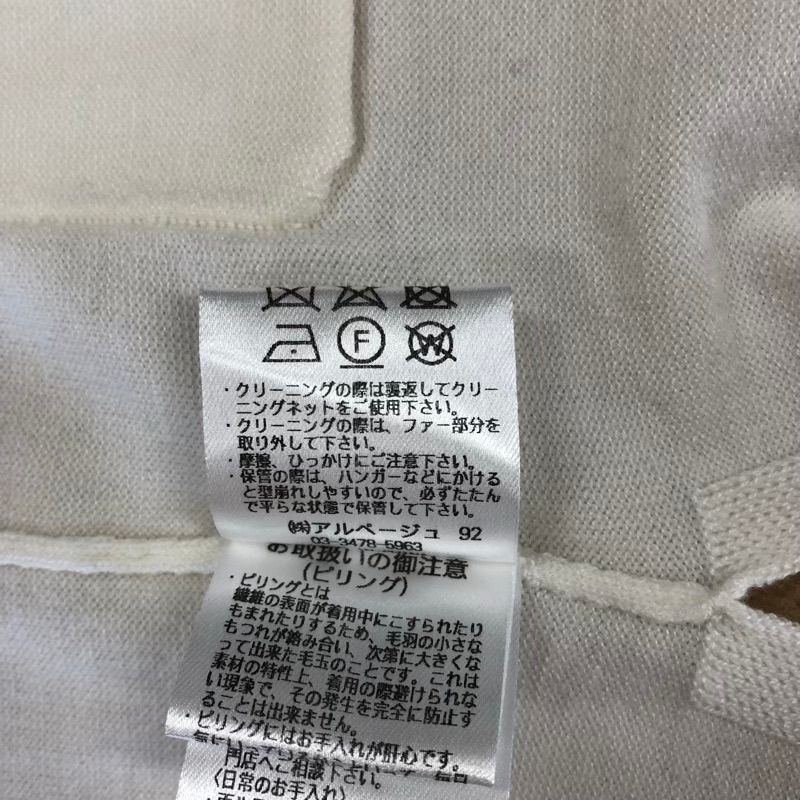 F W
・クリーニングの際は裏返してクリー
ニングネットをご使用下さい。
・クリーニングの際は、ファー部分を
取り外して下さい。
・摩擦、ひっかけにご注意下さい。
・保管の際は、ハンガーなどにかける
と型崩れしやすいので、必ずたたん
で平らな状態で保管して下さい。
㈱アルページュ 92
03-3478-5963
お取扱いの御注意
(ピリング)
・ピリングとは
繊維の表面が着用中にこすられたり
もまれたりするため、毛羽の小さな
もつれが絡み合い、次第に大きくな
って出来た毛玉のことです。これは
素材の特性上、着用の際避けられな
い現象で、その発生を完全に防止す
ることは出来ません。
・ピリングにはお手入れが肝心です。
門店へご相談下さい。
〈日常のお手入れ〉